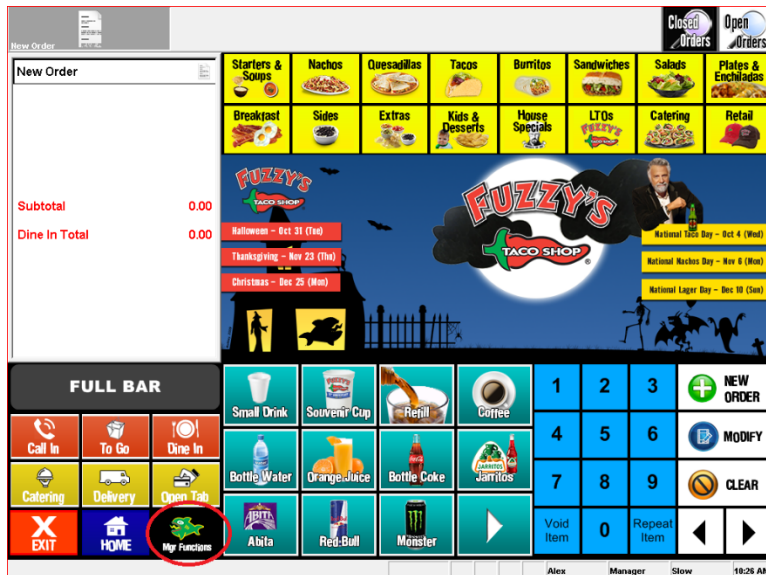 New Order
Closed Orders
Open Orders
New Order
Subtotal 0.00
Dine In Total 0.00
Starters & Soups
Nachos
Quesadillas
Tacos
Burritos
Sandwiches
Salads
Plates & Enchiladas
Breakfast
Sides
Extras
Kids & Desserts
House Specials
LTOs
FUZZY'S
Catering
Retail
FUZZY'S
TACO SHOP
Halloween - Oct 31 (Tue)
Thanksgiving - Nov 23 (Thu)
Christmas - Dec 25 (Mon)
FUZZY'S
TACO SHOP
National Taco Day - Oct 4 (Wed)
National Nachos Day - Nov 6 (Mon)
National Lager Day - Dec 10 (Sun)
FULL BAR
Call In
To Go
Dine In
Catering
Delivery
Open Tab
X
EXIT
HOME
Mgr Functions
Small Drink
Souvenir Cup
Refill
Coffee
Bottle Water
Orange Juice
Bottle Coke
JARRITOS
Jarritos
ABITA
Abita
Red-Bull
Monster
1 2 3
4 5 6
7 8 9
Void Item
0
Repeat Item
NEW ORDER
MODIFY
CLEAR
Alex Manager Slow 10:26 AM